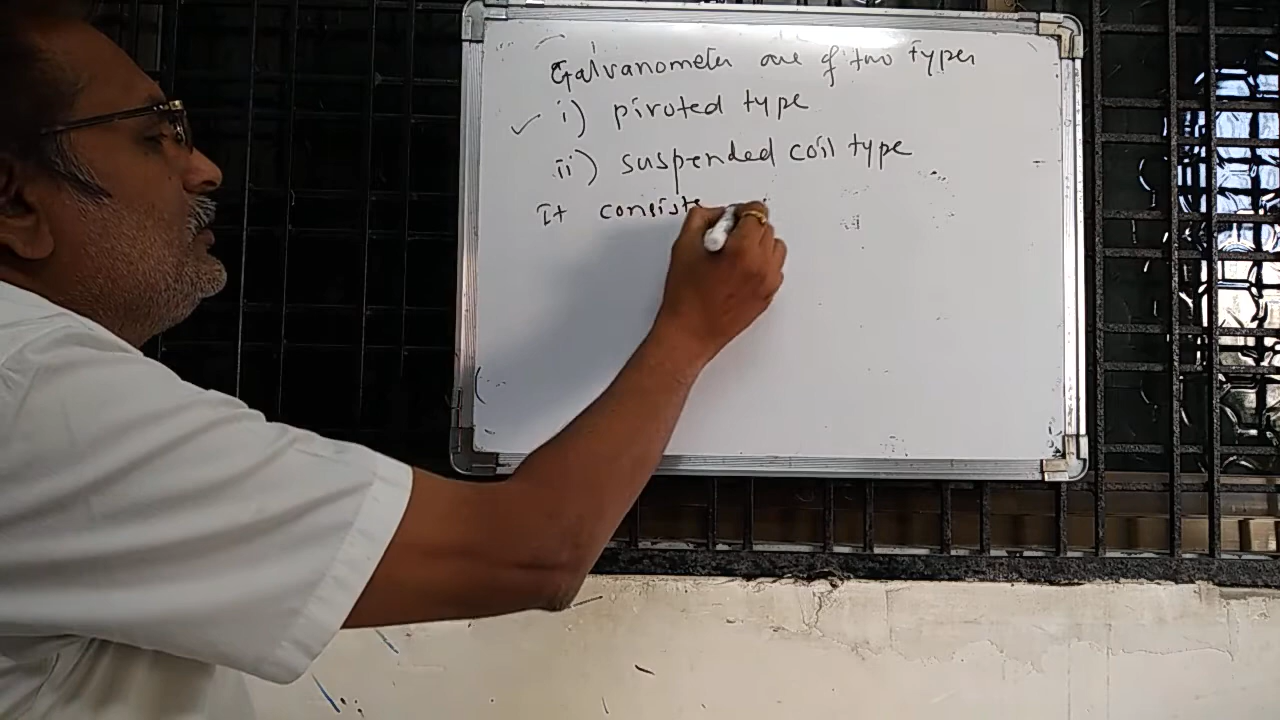 Galvanometer are of two types
i) pivoted type
ii) suspended coil type
It consists